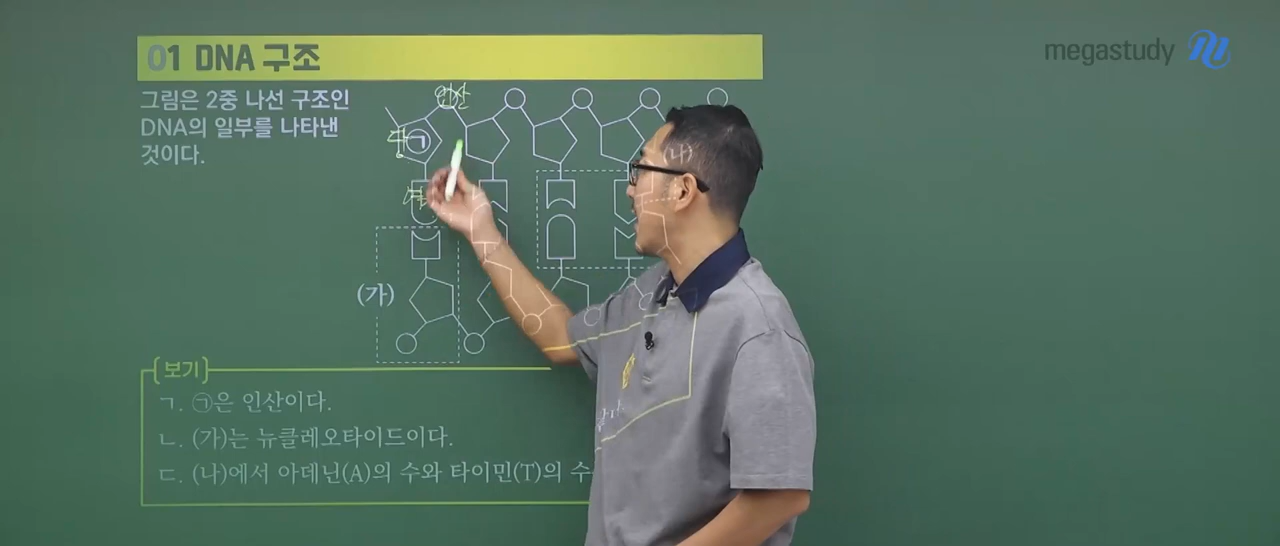 01 DNA 구조
megastudy
그림은 2중 나선 구조인
DNA의 일부를 나타낸
것이다.
인산
당
㉠
염
(나)
(가)
보기
ㄱ. ㉠은 인산이다.
ㄴ. (가)는 뉴클레오타이드이다.
ㄷ. (나)에서 아데닌(A)의 수와 타이민(T)의 수